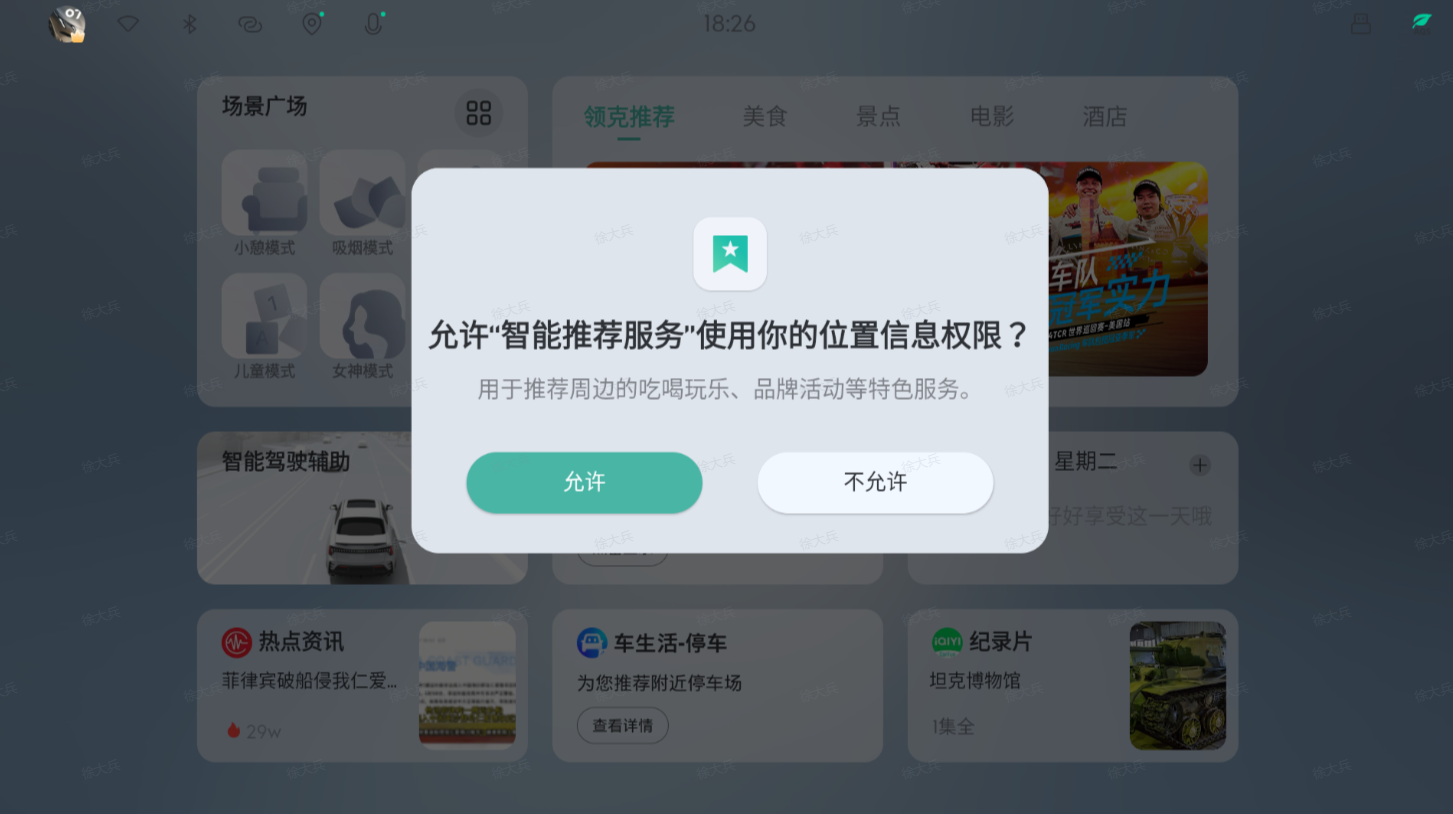 07
18:26
场景广场
领克推荐
美食
景点
电影
酒店
小憩模式
吸烟模式
儿童模式
女神模式
车队
冠军实力
TCR 世界巡回赛-美国站
允许“智能推荐服务”使用你的位置信息权限？
用于推荐周边的吃喝玩乐、品牌活动等特色服务。
允许
不允许
智能驾驶辅助
星期二
好好享受这一天哦
热点资讯
菲律宾破船侵我仁爱...
29w
车生活-停车
为您推荐附近停车场
查看详情
iQIYI
纪录片
坦克博物馆
1集全
徐大兵